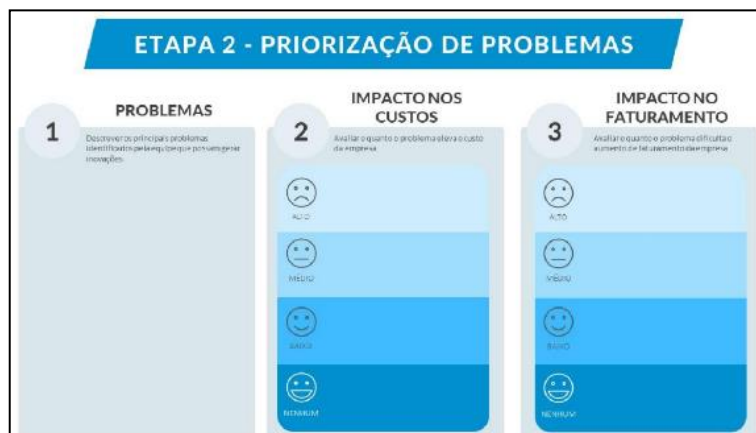 ETAPA 2 - PRIORIZAÇÃO DE PROBLEMAS
1
PROBLEMAS
Descrever os principais problemas
identificados pela equipe que possam gerar
inovações.
2
IMPACTO NOS
CUSTOS
Avaliar o quanto o problema eleva o custo
da empresa
ALTO
MÉDIO
BAIXO
NENHUM
3
IMPACTO NO
FATURAMENTO
Avaliar o quanto o problema dificulta o
aumento de faturamento da empresa
ALTO
MÉDIO
BAIXO
NENHUM